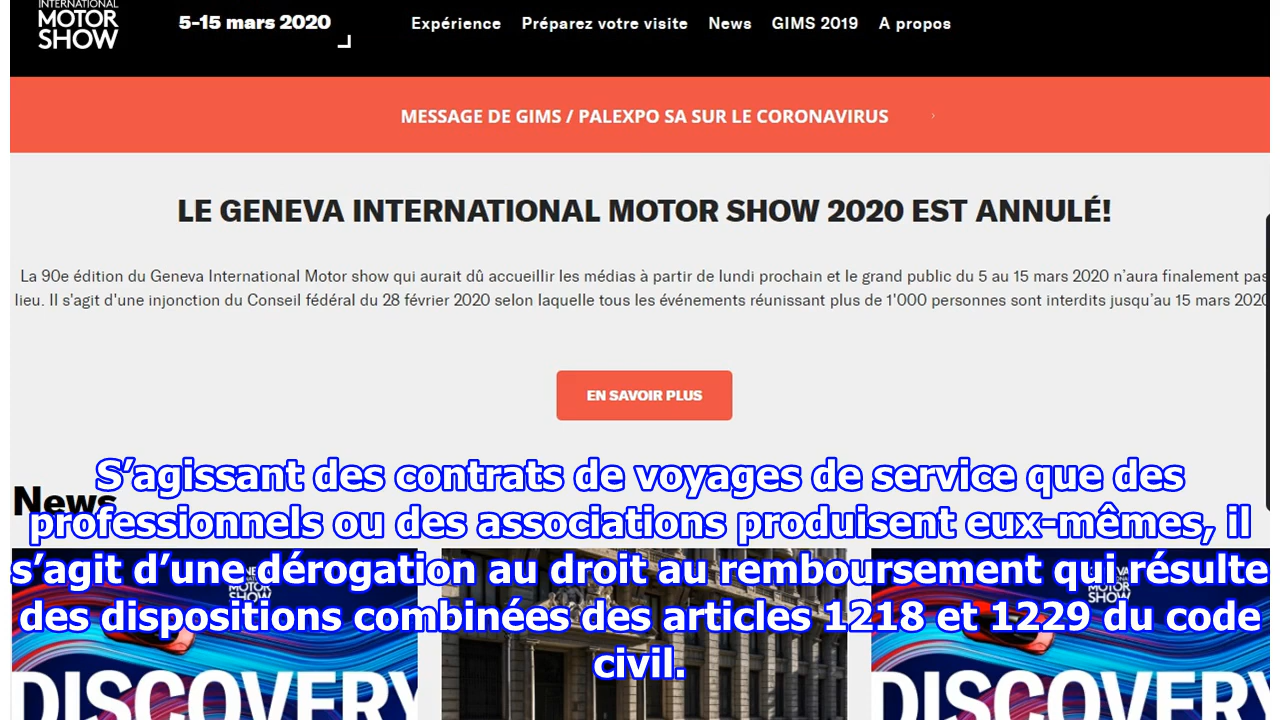 INTERNATIONAL
MOTOR
SHOW
5-15 mars 2020
Expérience Préparez votre visite News GIMS 2019 A propos
MESSAGE DE GIMS / PALEXPO SA SUR LE CORONAVIRUS
LE GENEVA INTERNATIONAL MOTOR SHOW 2020 EST ANNULÉ!
La 90e édition du Geneva International Motor show qui aurait dû accueillir les médias à partir de lundi prochain et le grand public du 5 au 15 mars 2020 n’aura finalement pas
lieu. Il s'agit d'une injonction du Conseil fédéral du 28 février 2020 selon laquelle tous les événements réunissant plus de 1'000 personnes sont interdits jusqu’au 15 mars 2020
EN SAVOIR PLUS
News
S’agissant des contrats de voyages de service que des
professionnels ou des associations produisent eux-mêmes, il
s’agit d’une dérogation au droit au remboursement qui résulte
des dispositions combinées des articles 1218 et 1229 du code
civil.
DISCOVERY
DISCOVERY